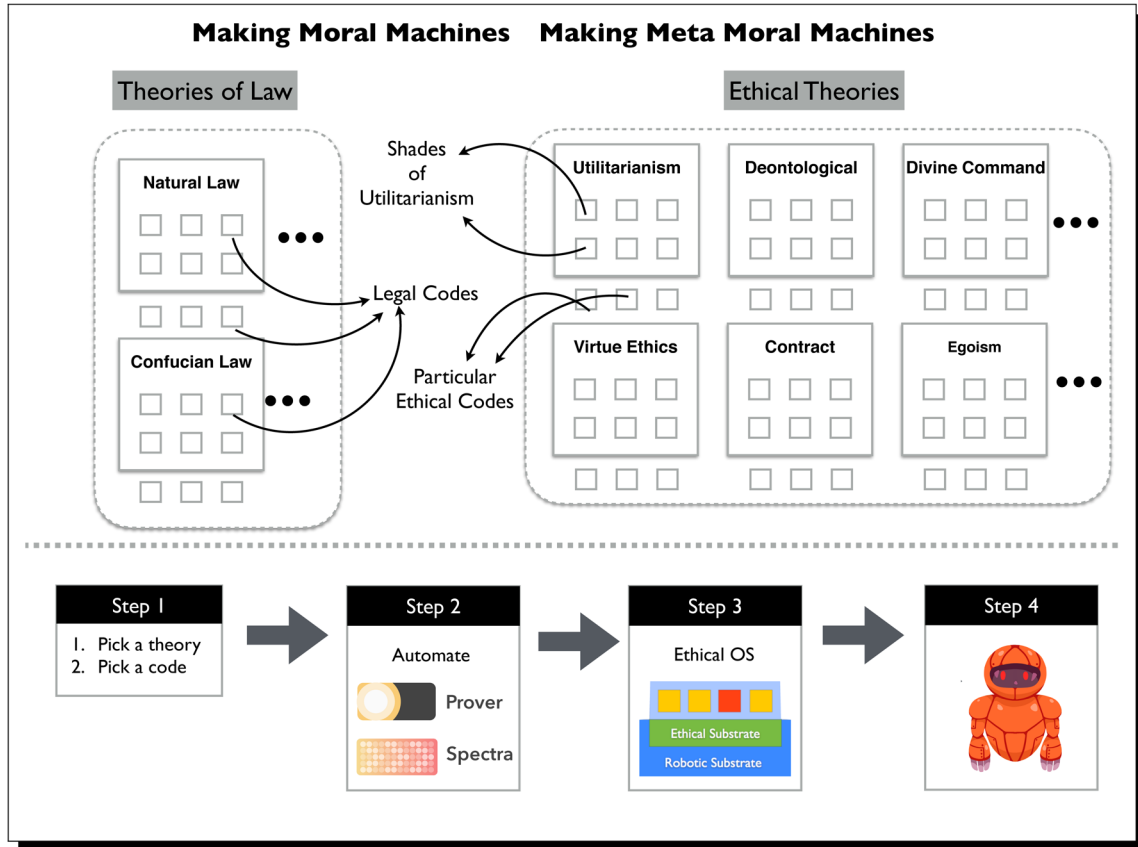 Making Moral Machines Making Meta Moral Machines
Theories of Law
Ethical Theories
Natural Law
Confucian Law
Shades
of
Utilitarianism
Legal Codes
Particular
Ethical Codes
Utilitarianism
Deontological
Divine Command
Virtue Ethics
Contract
Egoism
Step 1
1. Pick a theory
2. Pick a code
Step 2
Automate
Prover
Spectra
Step 3
Ethical OS
Ethical Substrate
Robotic Substrate
Step 4